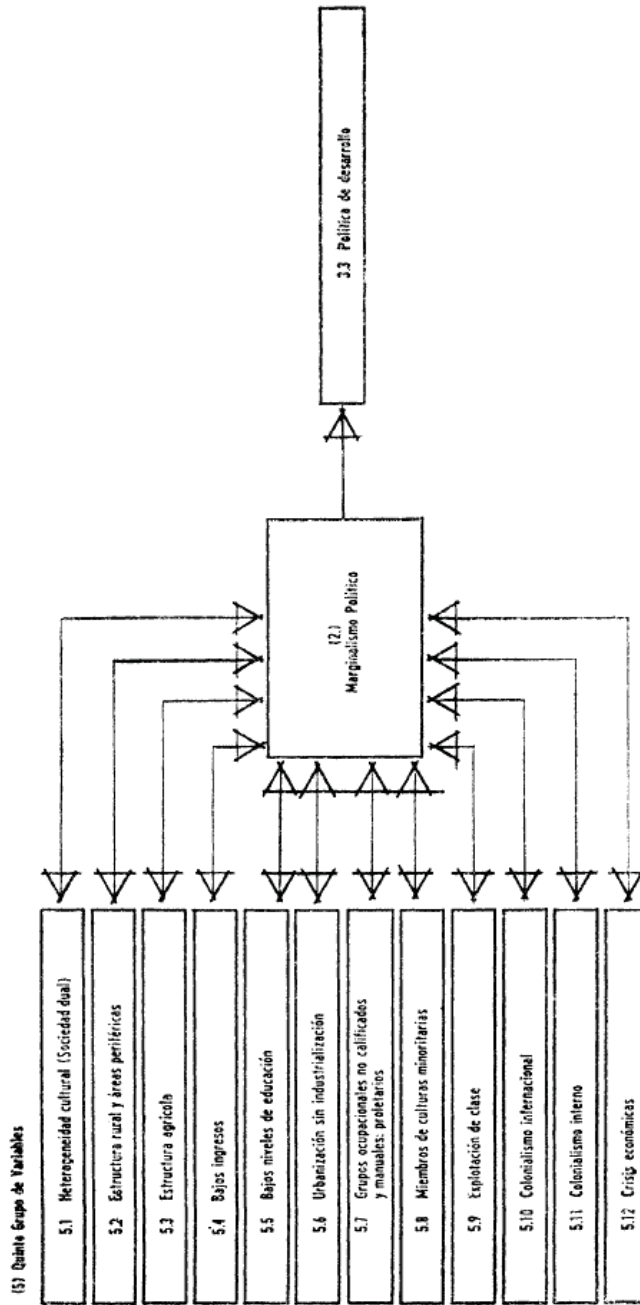 (5) Quinto Grupo de Variables
5.1 Heterogeneidad cultural (Sociedad dual)
5.2 Estructura rural y áreas periféricas
5.3 Estructura agrícola
5.4 Bajos ingresos
5.5 Bajos niveles de educación
5.6 Urbanización sin industrialización
5.7 Grupos ocupacionales no calificados
y manuales: proletarios
5.8 Miembros de culturas minoritarias
5.9 Explotación de clase
5.10 Colonialismo internacional
5.11 Colonialismo interno
5.12 Crisis económicas
(2.)
Marginalismo Político
3.3 Política de desarrollo